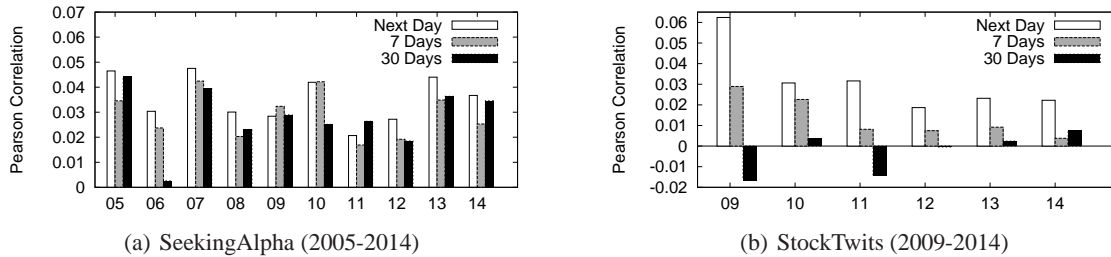 Pearson Correlation
0.07
0.06
0.05
0.04
0.03
0.02
0.01
0
Next Day
7 Days
30 Days
05 06 07 08 09 10 11 12 13 14
(a) SeekingAlpha (2005-2014)
Pearson Correlation
0.06
0.05
0.04
0.03
0.02
0.01
0
-0.01
-0.02
Next Day
7 Days
30 Days
09 10 11 12 13 14
(b) StockTwits (2009-2014)